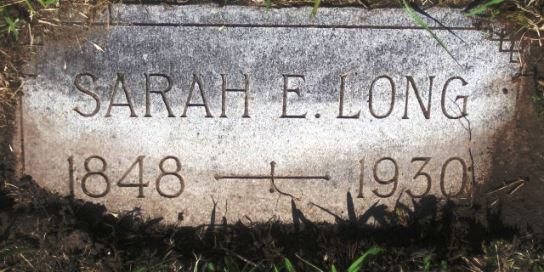 SARAH E. LONG
1848 — 1930